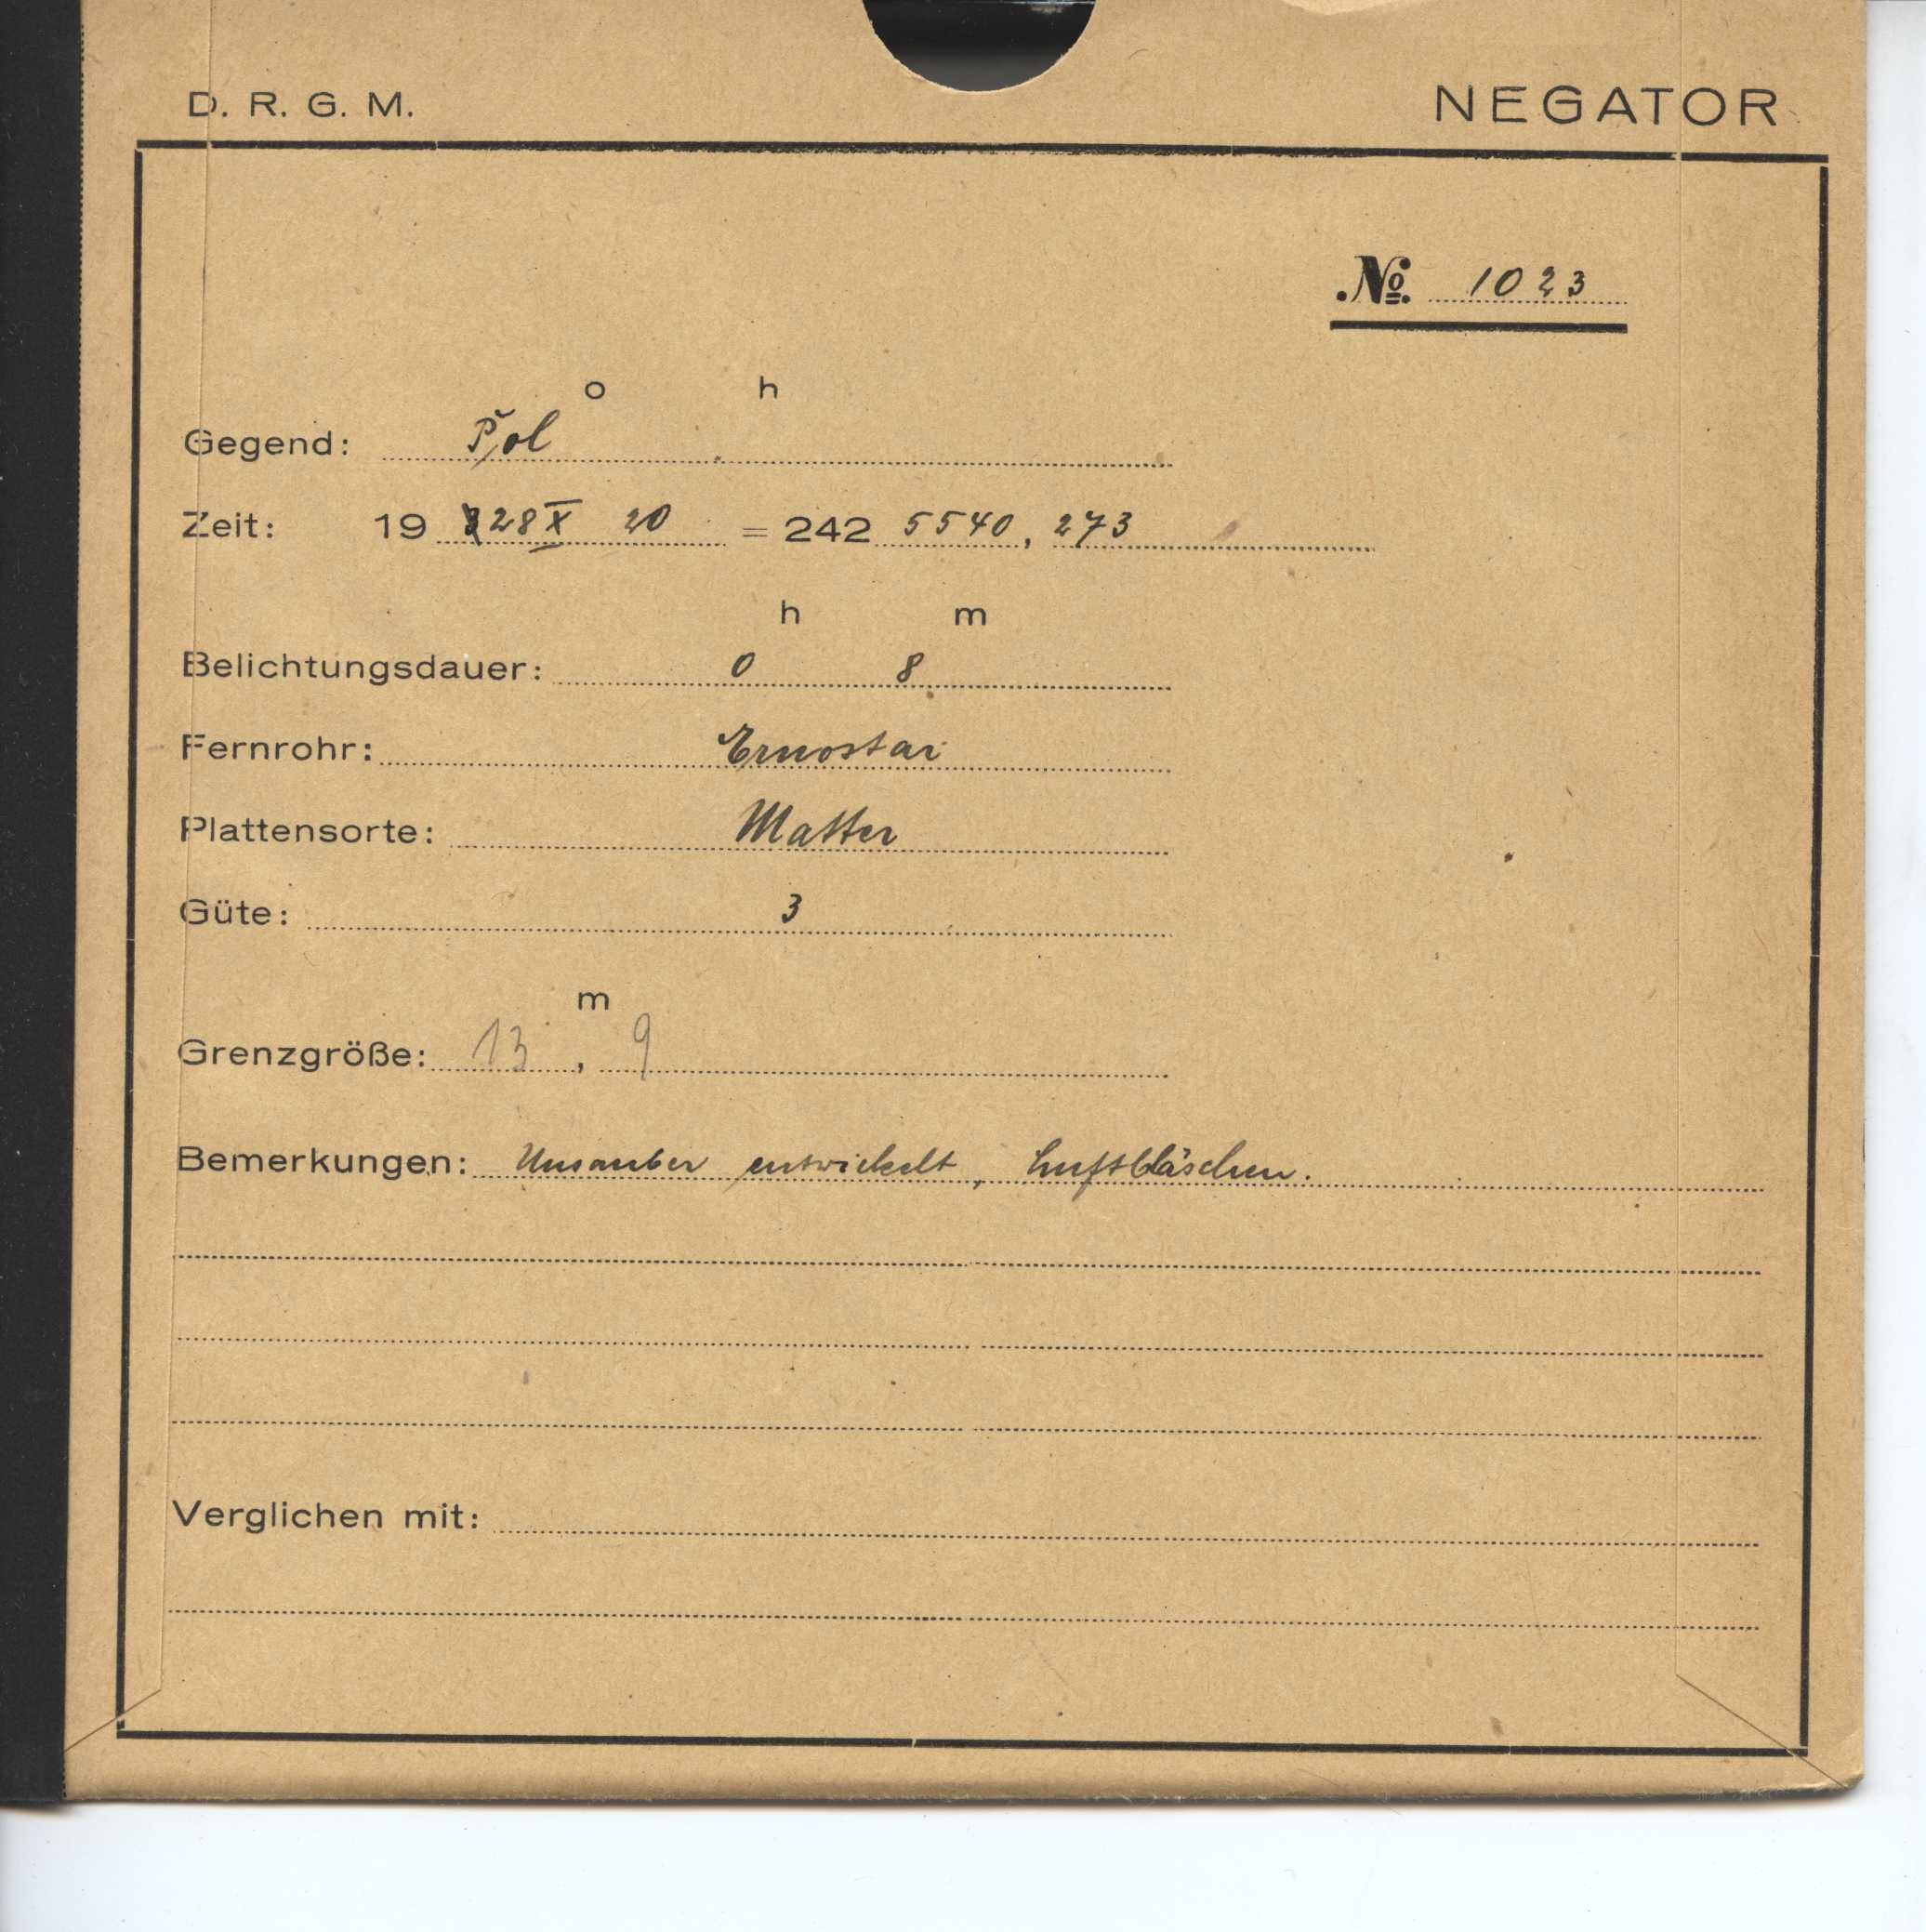 D. R. G. M. NEGATOR
№ 1023
o h
Gegend: Pol
Zeit: 19 28 X 20 = 242 5540, 273
h m
Belichtungsdauer: 0 8
Fernrohr: Ernostar
Plattensorte: Matter
Güte: 3
m
Grenzgröße: 13, 9
Bemerkungen: Unsauber entwickelt, Luftbläschen.
Verglichen mit: